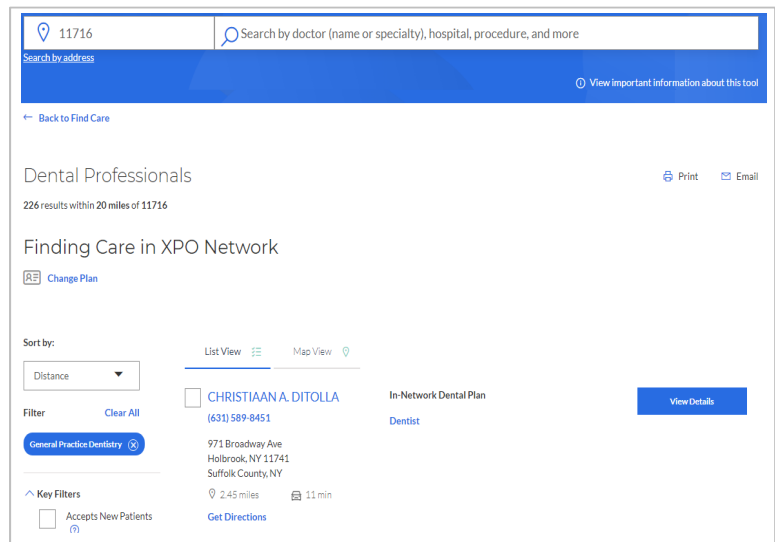 11716
Search by doctor (name or specialty), hospital, procedure, and more
Search by address
View important information about this tool
← Back to Find Care
Dental Professionals
Print
Email
226 results within 20 miles of 11716
Finding Care in XPO Network
Change Plan
Sort by:
Distance
Filter
Clear All
General Practice Dentistry
Key Filters
Accepts New Patients
List View
Map View
CHRISTIAAN A. DITOLLA
(631) 589-8451
971 Broadway Ave
Holbrook, NY 11741
Suffolk County, NY
2.45 miles
11 min
Get Directions
In-Network Dental Plan
Dentist
View Details